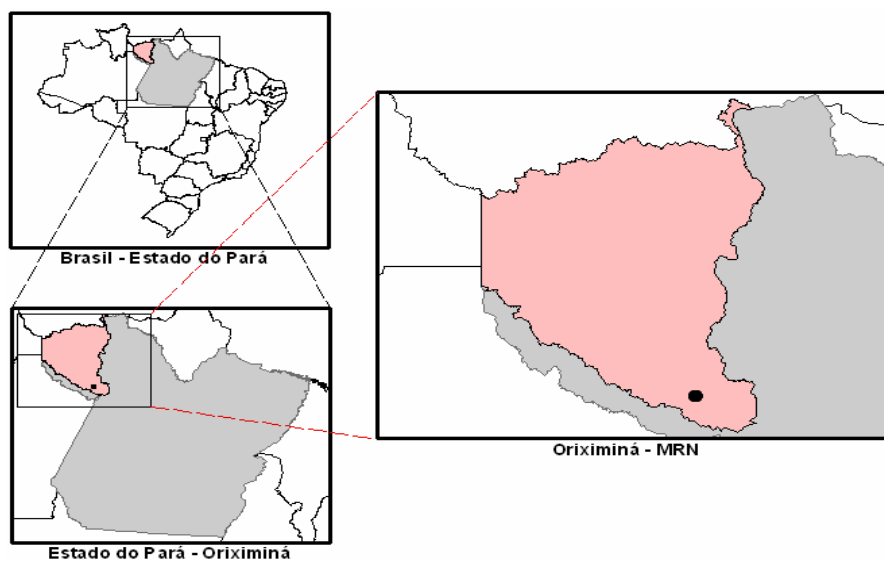 Brasil - Estado do Pará
Estado do Pará - Oriximiná
Oriximiná - MRN